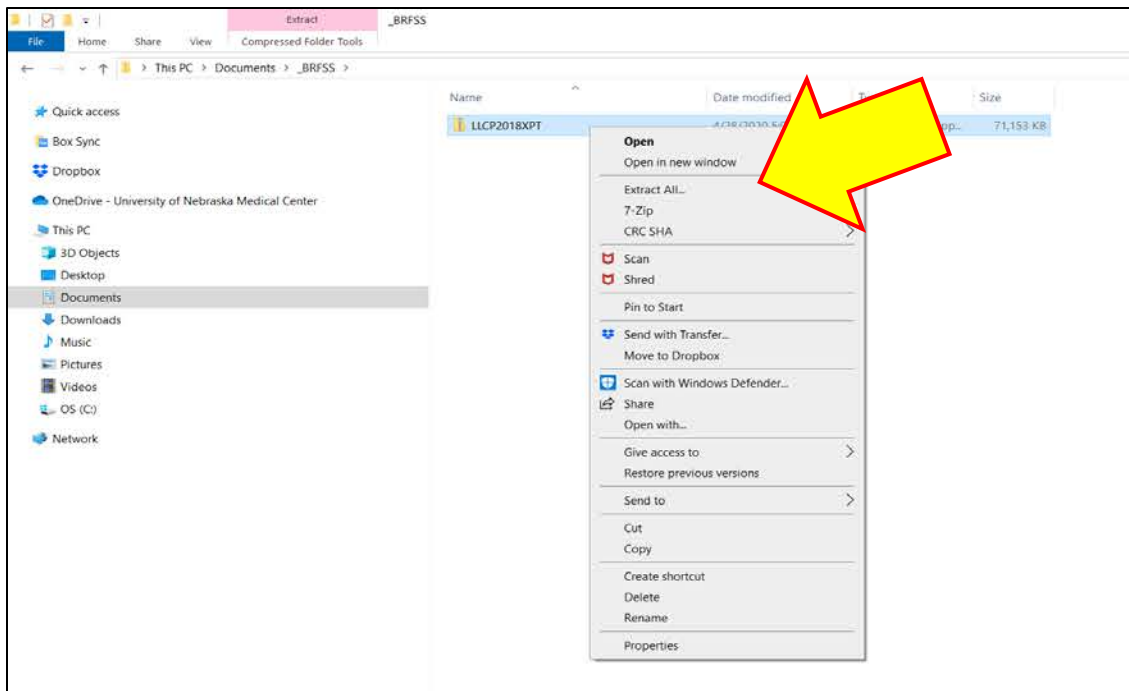 Extract
_BRFSS
File
Home
Share
View
Compressed Folder Tools
This PC > Documents > _BRFSS >
Name
Date modified
Size
Quick access
Box Sync
Dropbox
OneDrive - University of Nebraska Medical Center
This PC
3D Objects
Desktop
Documents
Downloads
Music
Pictures
Videos
OS (C:)
Network
LLCP2018XPT
71,153 KB
Open
Open in new window
Extract All...
7-Zip
CRC SHA
Scan
Shred
Pin to Start
Send with Transfer...
Move to Dropbox
Scan with Windows Defender...
Share
Open with...
Give access to
Restore previous versions
Send to
Cut
Copy
Create shortcut
Delete
Rename
Properties